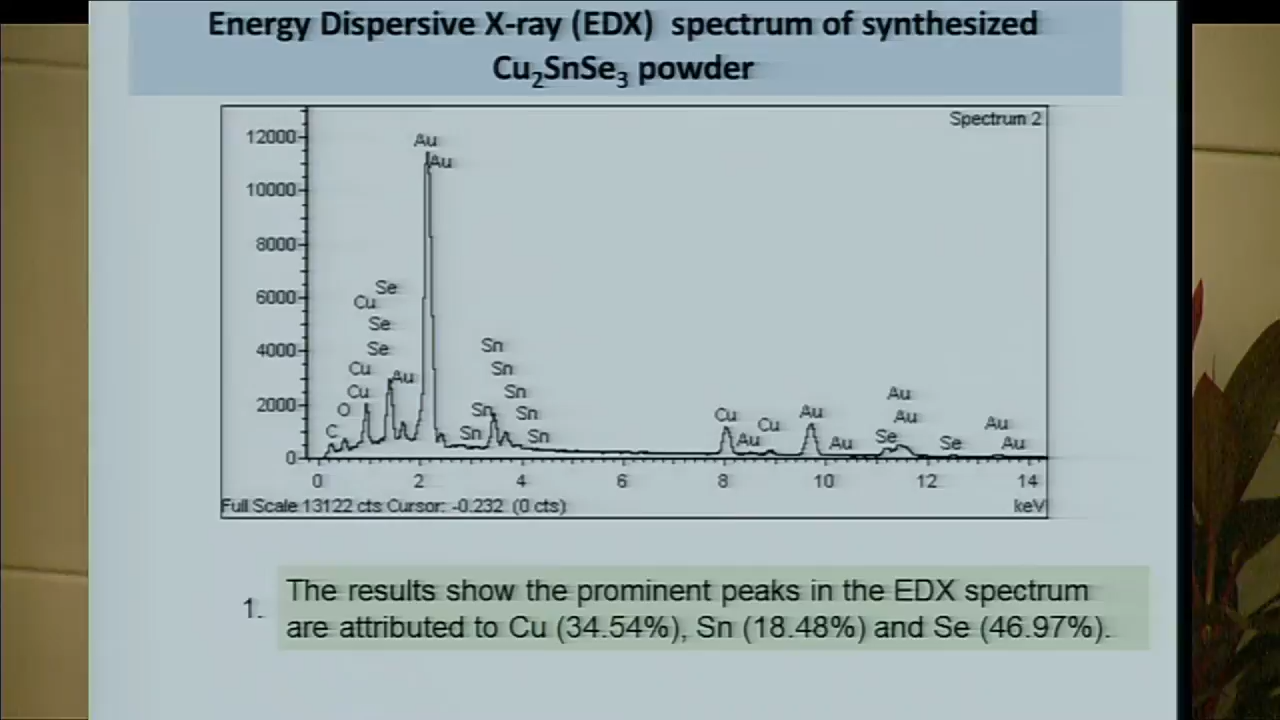 Energy Dispersive X-ray (EDX) spectrum of synthesized
Cu₂SnSe₃ powder
Spectrum 2
12000
10000
8000
6000
4000
2000
0
Au
Au
Se
Cu
Se
Se
Cu
Au
Cu
O
C
Sn
Sn
Sn
Sn
Sn
Sn
Sn
Cu
Au
Cu
Au
Au
Au
Au
Se
Se
Au
Au
0 2 4 6 8 10 12 14
Full Scale 13122 cts Cursor: -0.232 (0 cts)
keV
1.
The results show the prominent peaks in the EDX spectrum
are attributed to Cu (34.54%), Sn (18.48%) and Se (46.97%).